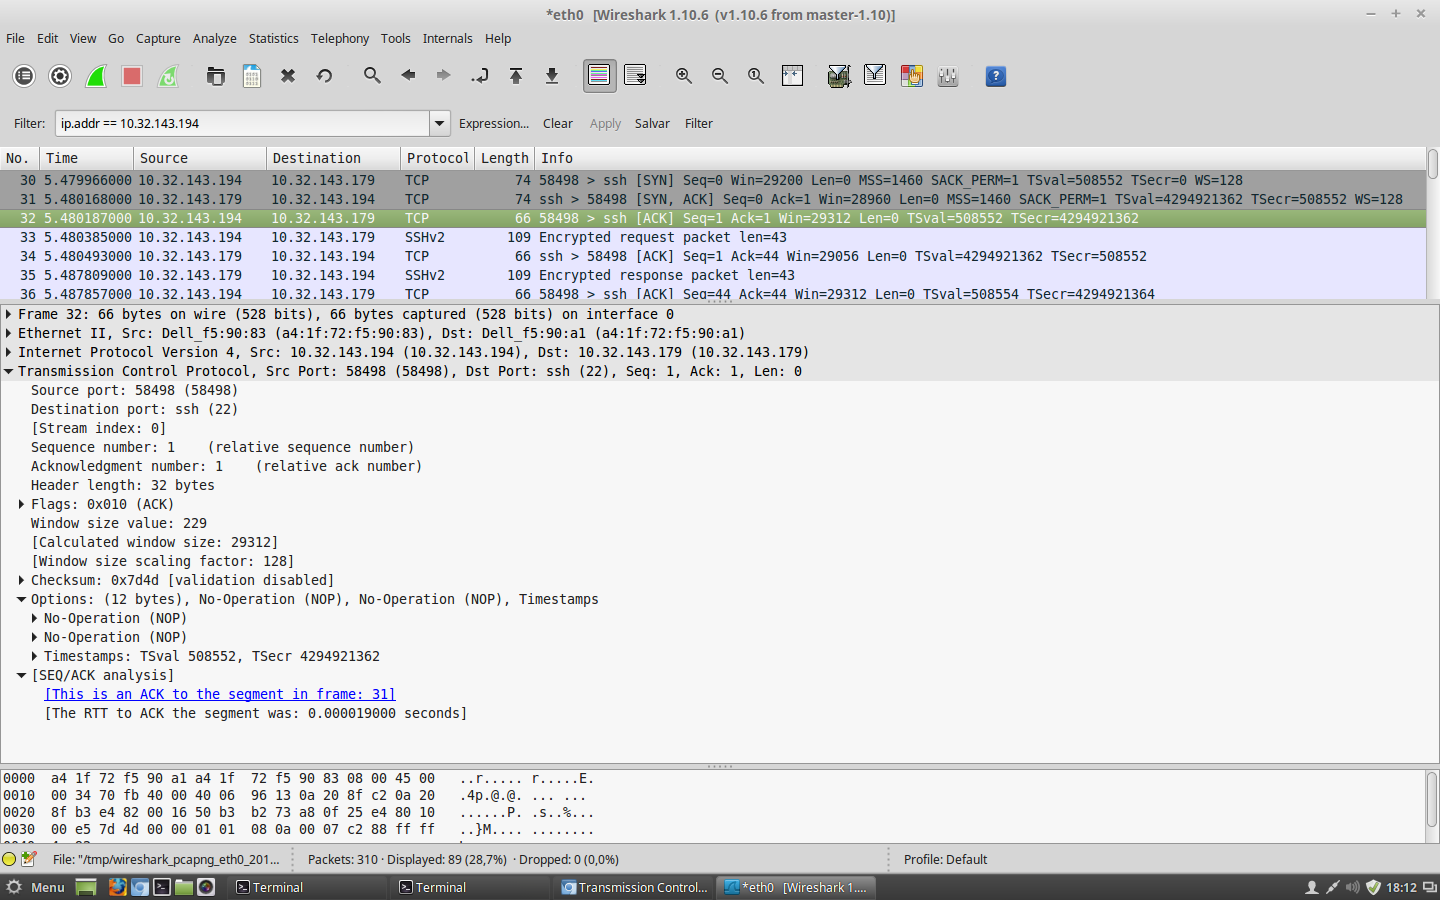 *eth0   [Wireshark 1.10.6  (v1.10.6 from master-1.10)]
File Edit View Go Capture Analyze Statistics Telephony Tools Internals Help
Filter: ip.addr == 10.32.143.194 Expression... Clear Apply Salvar Filter
No. Time Source Destination Protocol Length Info
30 5.479966000 10.32.143.194 10.32.143.179 TCP 74 58498 > ssh [SYN] Seq=0 Win=29200 Len=0 MSS=1460 SACK_PERM=1 TSval=508552 TSecr=0 WS=128
31 5.480168000 10.32.143.179 10.32.143.194 TCP 74 ssh > 58498 [SYN, ACK] Seq=0 Ack=1 Win=28960 Len=0 MSS=1460 SACK_PERM=1 TSval=4294921362 TSecr=508552 WS=128
32 5.480187000 10.32.143.194 10.32.143.179 TCP 66 58498 > ssh [ACK] Seq=1 Ack=1 Win=29312 Len=0 TSval=508552 TSecr=4294921362
33 5.480385000 10.32.143.194 10.32.143.179 SSHv2 109 Encrypted request packet len=43
34 5.480493000 10.32.143.179 10.32.143.194 TCP 66 ssh > 58498 [ACK] Seq=1 Ack=44 Win=29056 Len=0 TSval=4294921362 TSecr=508552
35 5.487809000 10.32.143.179 10.32.143.194 SSHv2 109 Encrypted response packet len=43
36 5.487857000 10.32.143.194 10.32.143.179 TCP 66 58498 > ssh [ACK] Seq=44 Ack=44 Win=29312 Len=0 TSval=508554 TSecr=4294921364
Frame 32: 66 bytes on wire (528 bits), 66 bytes captured (528 bits) on interface 0
Ethernet II, Src: Dell_f5:90:83 (a4:1f:72:f5:90:83), Dst: Dell_f5:90:a1 (a4:1f:72:f5:90:a1)
Internet Protocol Version 4, Src: 10.32.143.194 (10.32.143.194), Dst: 10.32.143.179 (10.32.143.179)
Transmission Control Protocol, Src Port: 58498 (58498), Dst Port: ssh (22), Seq: 1, Ack: 1, Len: 0
Source port: 58498 (58498)
Destination port: ssh (22)
[Stream index: 0]
Sequence number: 1    (relative sequence number)
Acknowledgment number: 1    (relative ack number)
Header length: 32 bytes
Flags: 0x010 (ACK)
Window size value: 229
[Calculated window size: 29312]
[Window size scaling factor: 128]
Checksum: 0x7d4d [validation disabled]
Options: (12 bytes), No-Operation (NOP), No-Operation (NOP), Timestamps
No-Operation (NOP)
No-Operation (NOP)
Timestamps: TSval 508552, TSecr 4294921362
[SEQ/ACK analysis]
[This is an ACK to the segment in frame: 31]
[The RTT to ACK the segment was: 0.000019000 seconds]
0000  a4 1f 72 f5 90 a1 a4 1f  72 f5 90 83 08 00 45 00   ..r..... r.....E.
0010  00 34 70 fb 40 00 40 06  96 13 0a 20 8f c2 0a 20   .4p.@.@. ... ...
0020  8f b3 e4 82 00 16 50 b3  b2 73 a8 0f 25 e4 80 10   ......P. .s..%...
0030  00 e5 7d 4d 00 00 01 01  08 0a 00 07 c2 88 ff ff   ..}M.... ........
File: "/tmp/wireshark_pcapng_eth0_201... Packets: 310 · Displayed: 89 (28,7%)  · Dropped: 0 (0,0%) Profile: Default
Menu Terminal Terminal Transmission Control... *eth0   [Wireshark 1.... 18:12